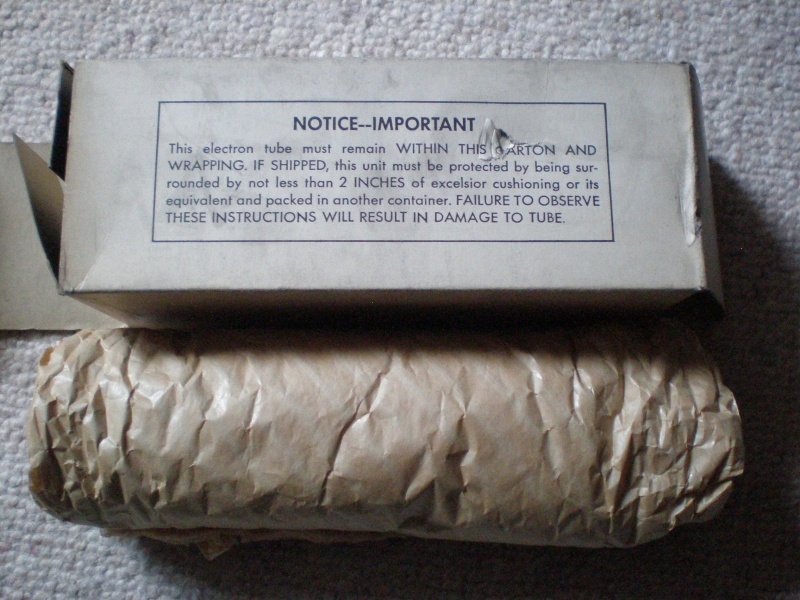 NOTICE--IMPORTANT
This electron tube must remain WITHIN THIS CARTON AND
WRAPPING. IF SHIPPED, this unit must be protected by being sur-
rounded by not less than 2 INCHES of excelsior cushioning or its
equivalent and packed in another container. FAILURE TO OBSERVE
THESE INSTRUCTIONS WILL RESULT IN DAMAGE TO TUBE.